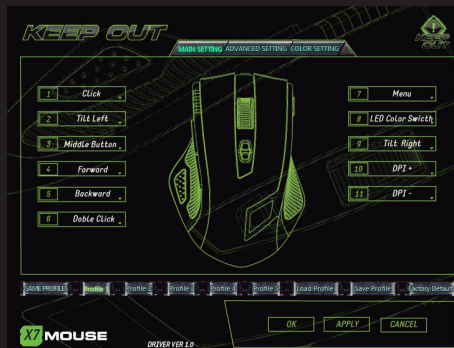 KEEP OUT
MAIN SETTING ADVANCED SETTING COLOR SETTING
KEEP OUT
1 Click
2 Tilt Left
3 Middle Button
4 Forward
5 Backward
6 Doble Click
7 Menu
8 LED Color Swicth
9 Tilt Right
10 DPI +
11 DPI -
GAME PROFILES Profile 1 Profile 2 Profile 3 Profile 4 Profile 5 Load Profile Save Profile Factory Default
OK APPLY CANCEL
X7 MOUSE
DRIVER VER 1.0